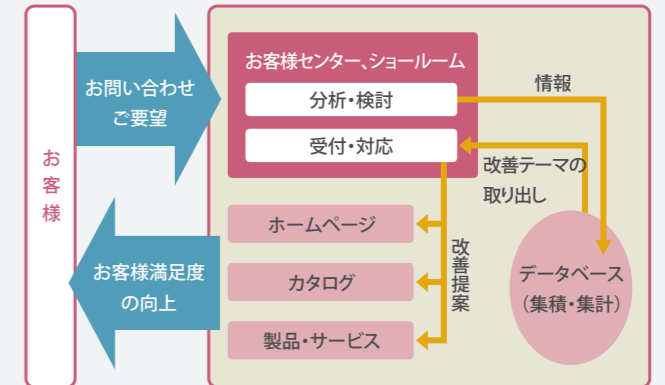 お客様
お問い合わせ
ご要望
お客様満足度
の向上
お客様センター、ショールーム
分析・検討
受付・対応
情報
改善テーマの
取り出し
データベース
（集積・集計）
改善提案
ホームページ
カタログ
製品・サービス